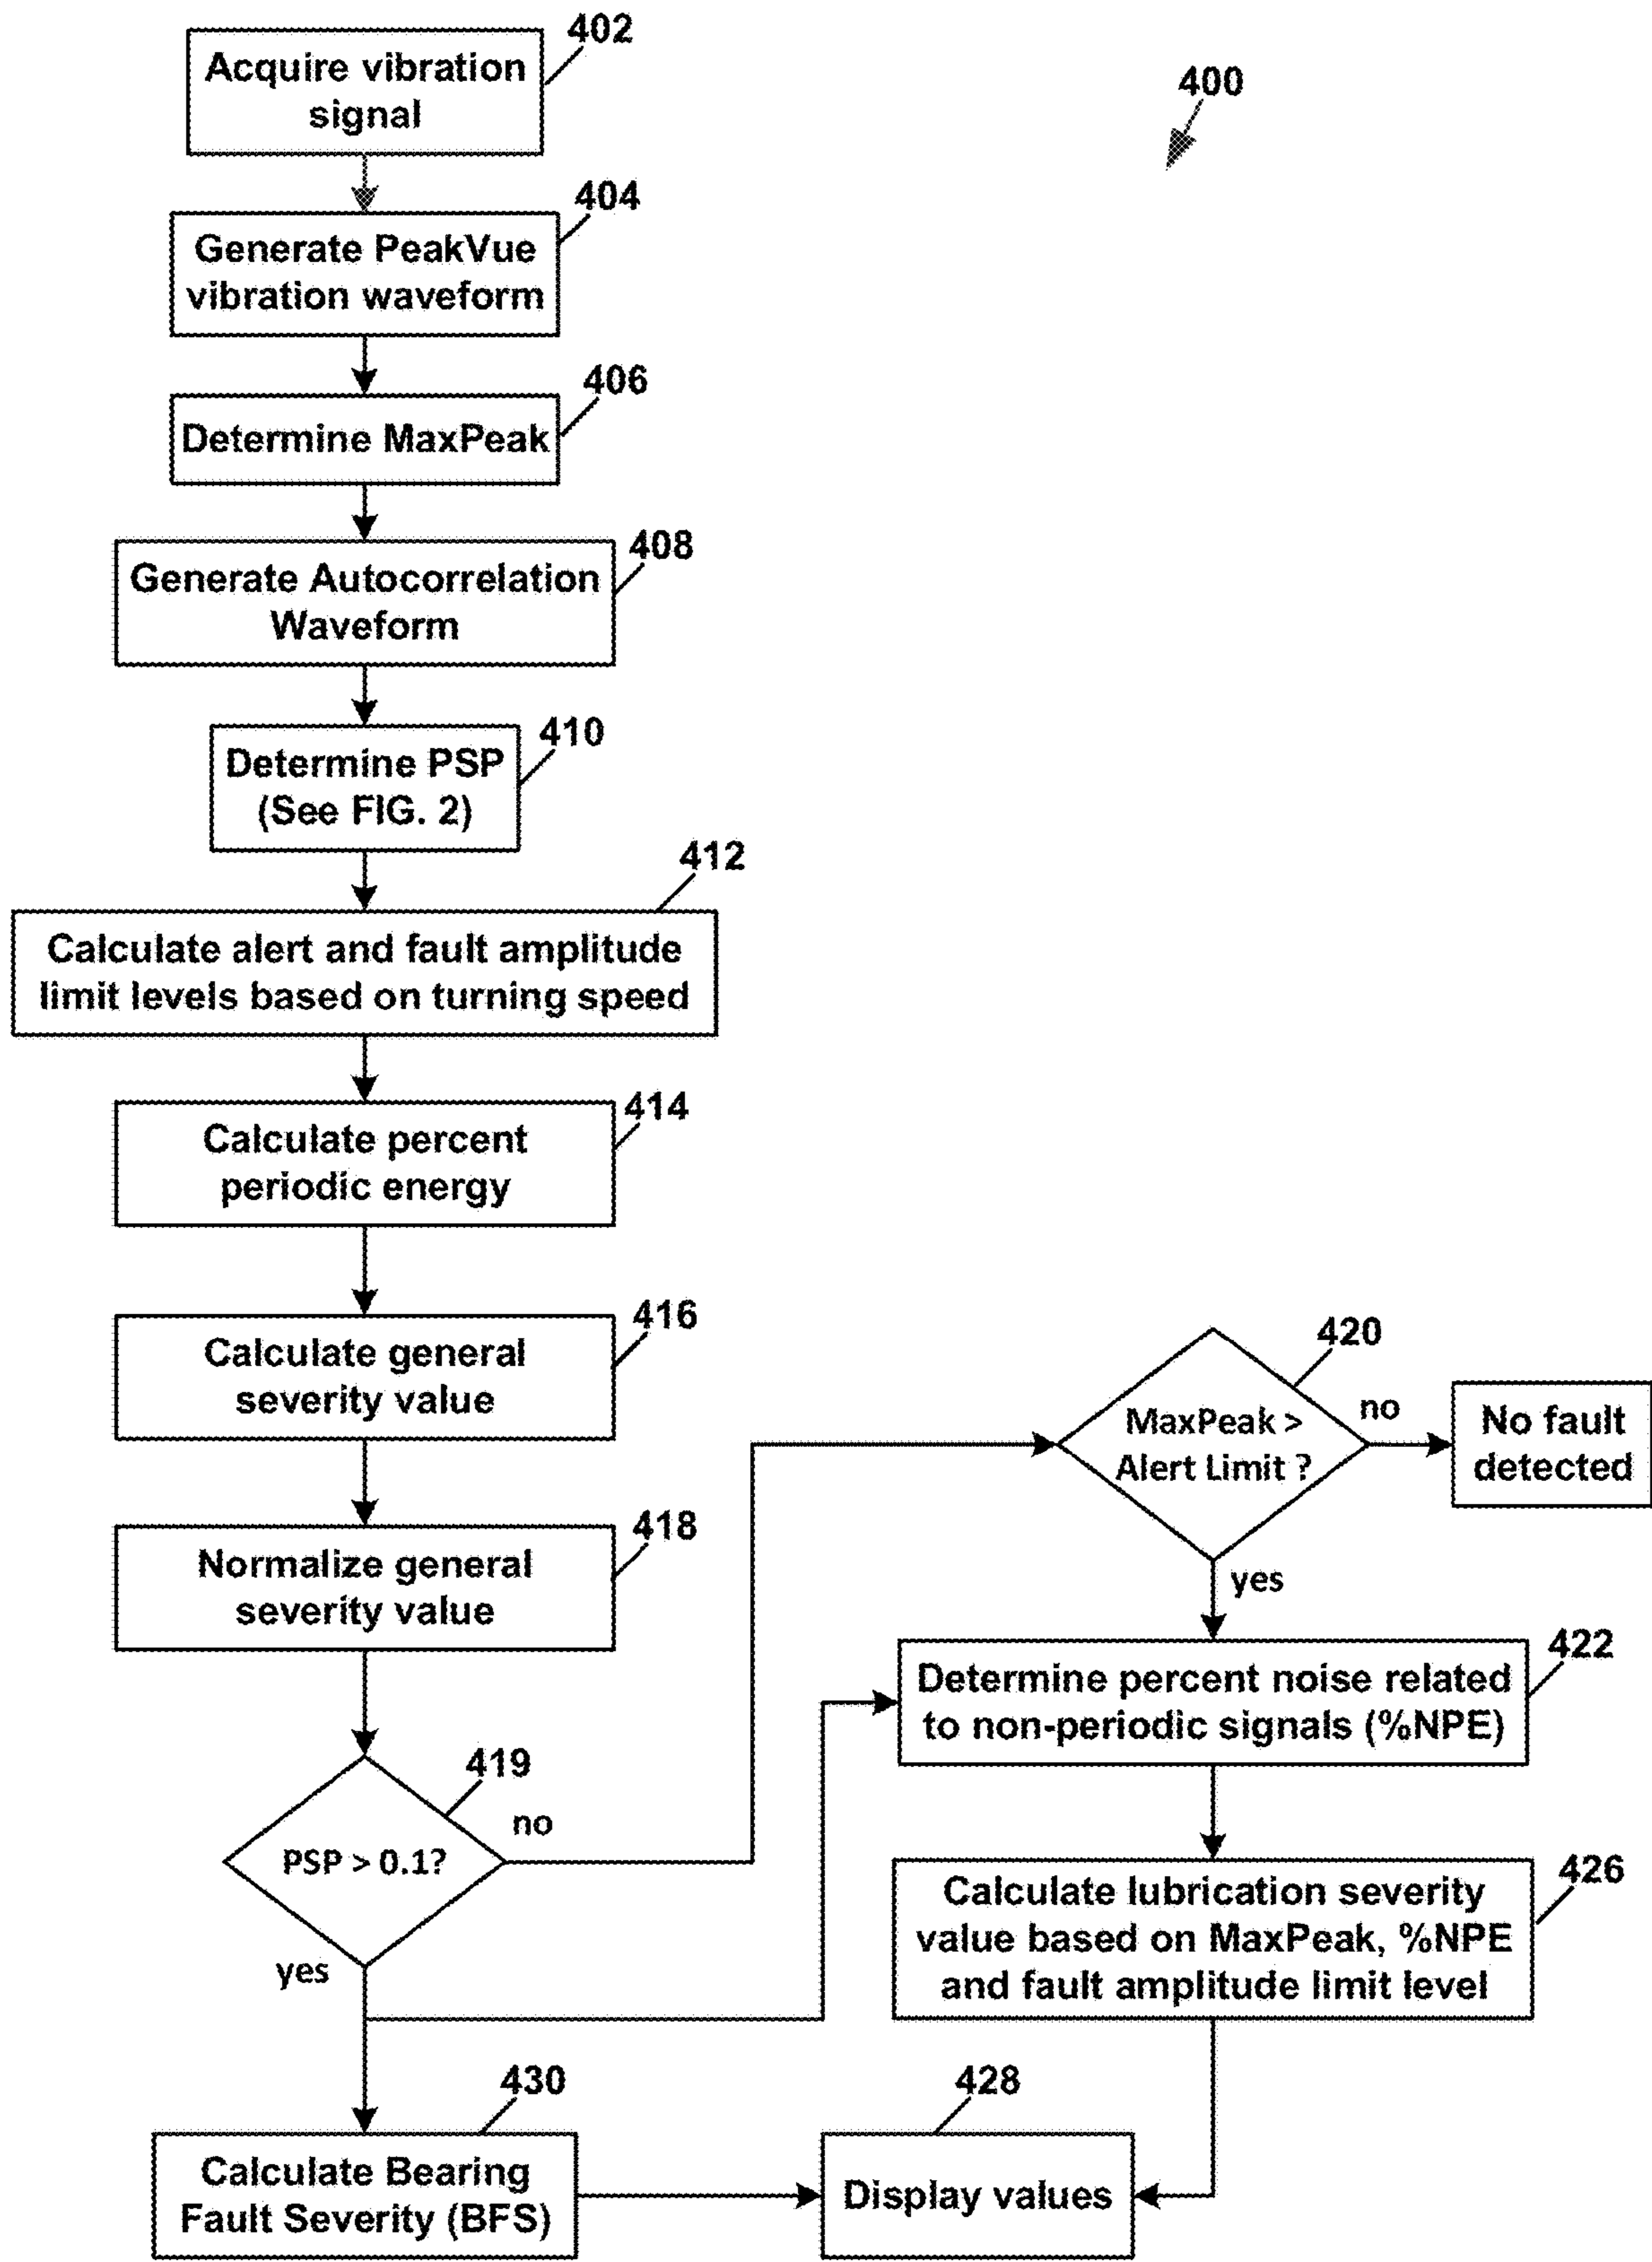 402
Acquire vibration
signal
400
404
Generate PeakVue
vibration waveform
406
Determine MaxPeak
408
Generate Autocorrelation
Waveform
410
Determine PSP
(See FIG. 2)
412
Calculate alert and fault amplitude
limit levels based on turning speed
414
Calculate percent
periodic energy
416
Calculate general
severity value
418
Normalize general
severity value
419
PSP > 0.1?
no
yes
420
MaxPeak >
Alert Limit ?
no
No fault
detected
yes
422
Determine percent noise related
to non-periodic signals (%NPE)
426
Calculate lubrication severity
value based on MaxPeak, %NPE
and fault amplitude limit level
430
Calculate Bearing
Fault Severity (BFS)
428
Display values